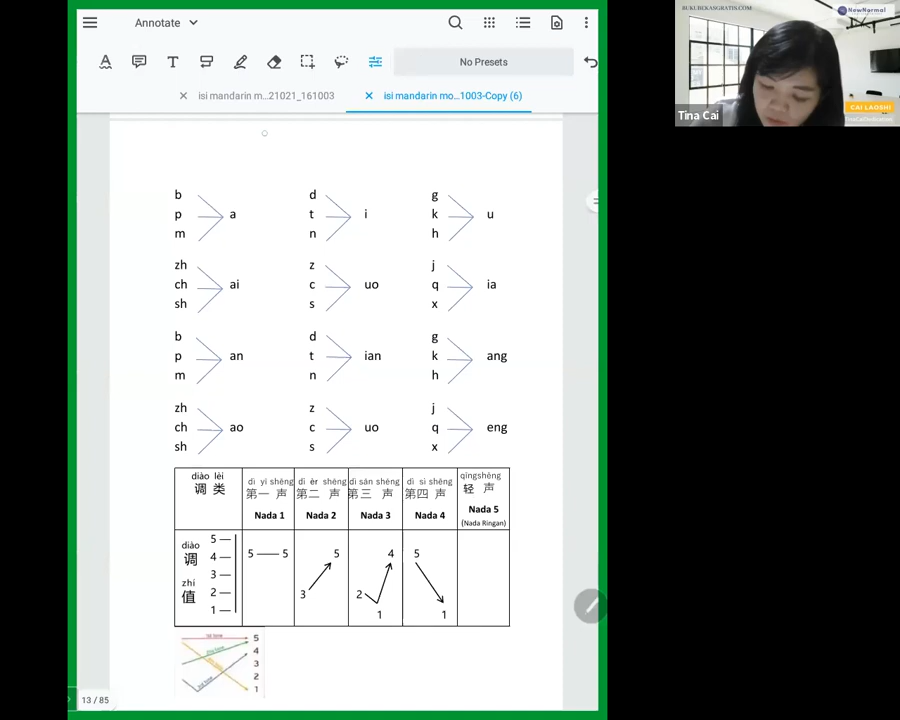 Annotate
No Presets
isi mandarin m...21021_161003
isi mandarin mo...1003-Copy (6)
BUKUBEKASGRATIS.COM
NewNormal
CAI LAOSHI
Tina Cai
b
p a
m
d
t i
n
g
k u
h
zh
ch ai
sh
z
c uo
s
j
q ia
x
b
p an
m
d
t ian
n
g
k ang
h
zh
ch ao
sh
z
c uo
s
j
q eng
x
diào lèi
调 类
dì yī shēng
第一 声
Nada 1
dì èr shēng
第二 声
Nada 2
dì sān shēng
第三 声
Nada 3
dì sì shēng
第四 声
Nada 4
qīngshēng
轻 声
Nada 5
(Nada Ringan)
diào
调
zhí
值
5
4
3
2
1
5 5
3 5
2 1 4
5 1
5
4
3
2
1
13 / 85